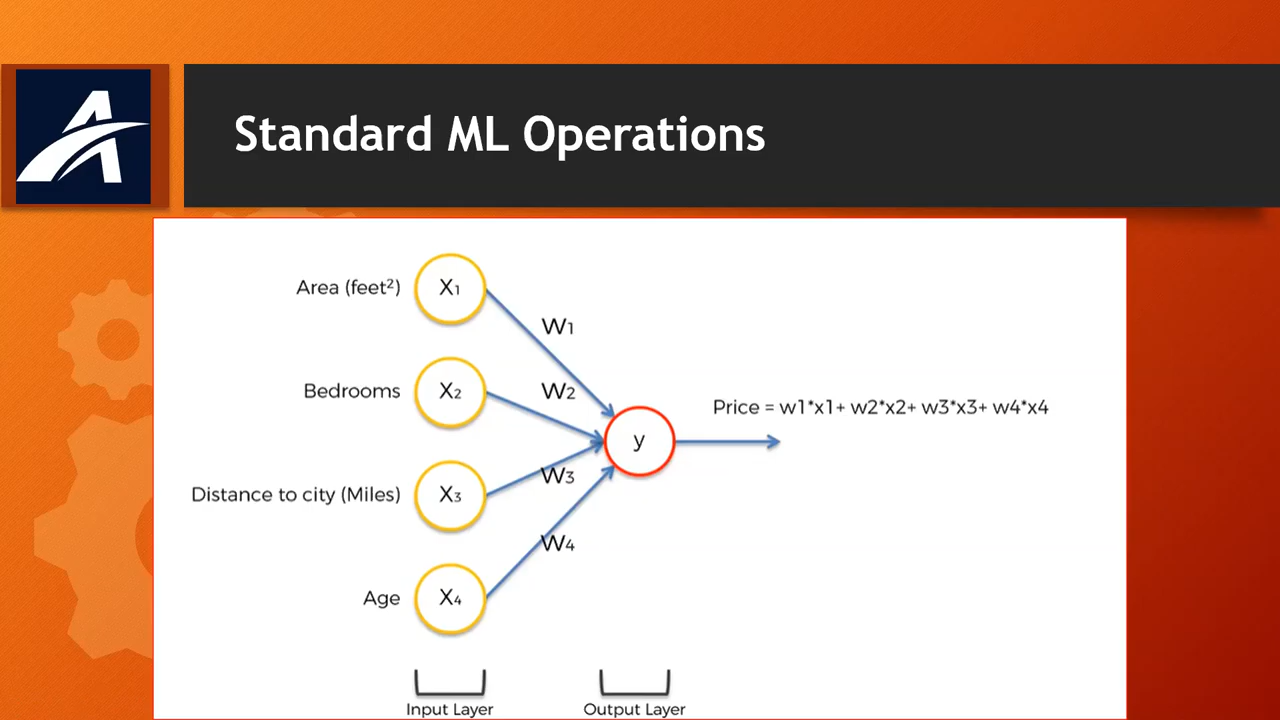 Standard ML Operations
Area (feet²)
X1
W1
Bedrooms
X2
W2
Price = w1*x1+ w2*x2+ w3*x3+ w4*x4
y
Distance to city (Miles)
X3
W3
W4
Age
X4
Input Layer
Output Layer